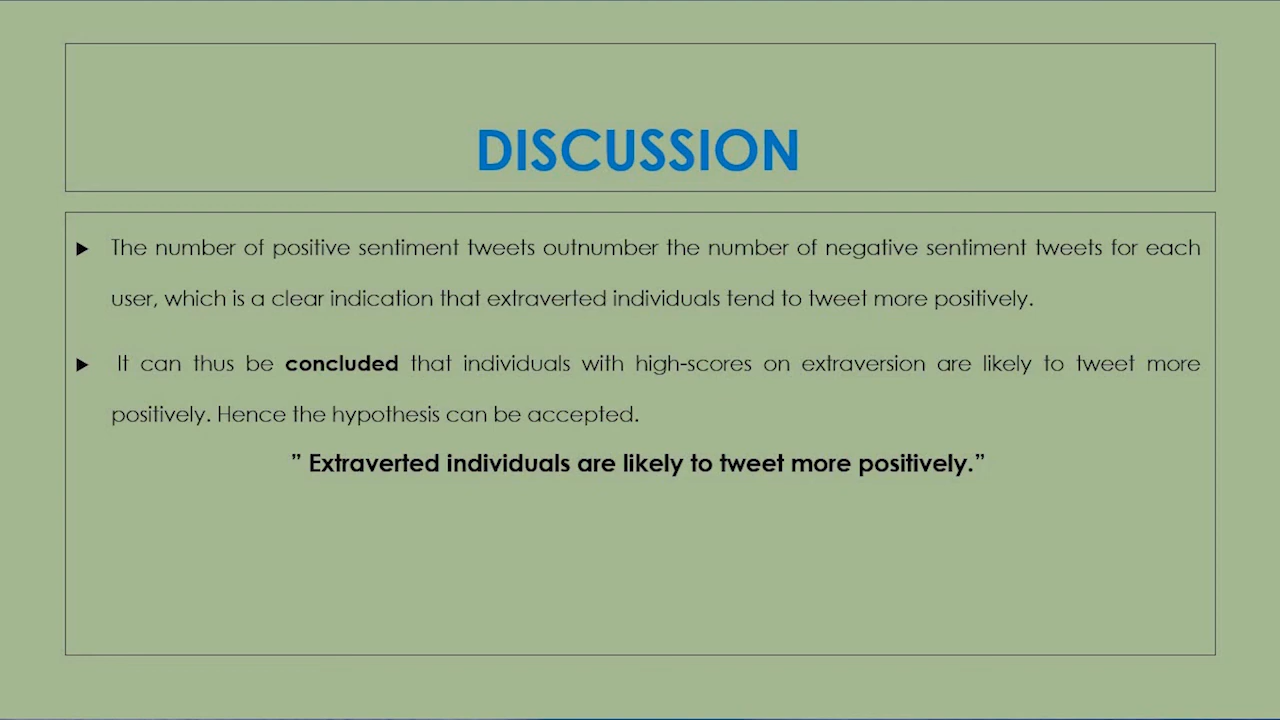 DISCUSSION
The number of positive sentiment tweets outnumber the number of negative sentiment tweets for each
user, which is a clear indication that extraverted individuals tend to tweet more positively.
It can thus be concluded that individuals with high-scores on extraversion are likely to tweet more
positively. Hence the hypothesis can be accepted.
” Extraverted individuals are likely to tweet more positively.”